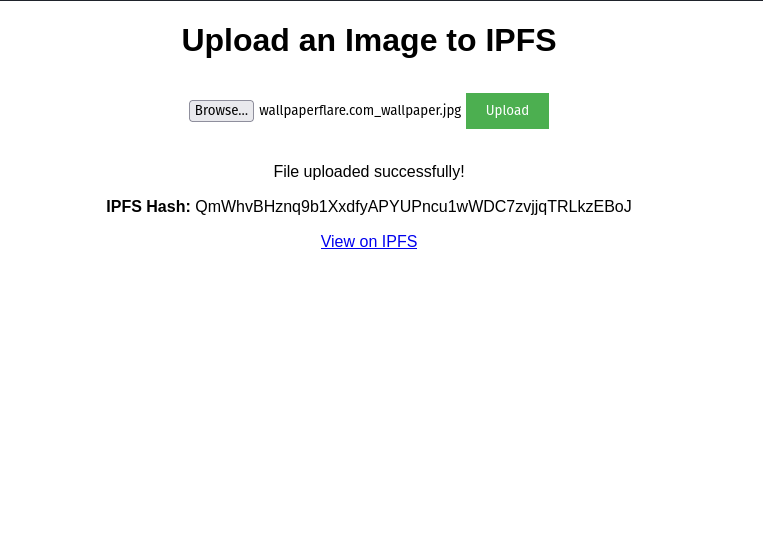 Upload an Image to IPFS
Browse... wallpaperflare.com_wallpaper.jpg Upload
File uploaded successfully!
IPFS Hash: QmWhvBHznq9b1XxdfyAPYUPncu1wWDC7zvjjqTRLkzEBoJ
View on IPFS